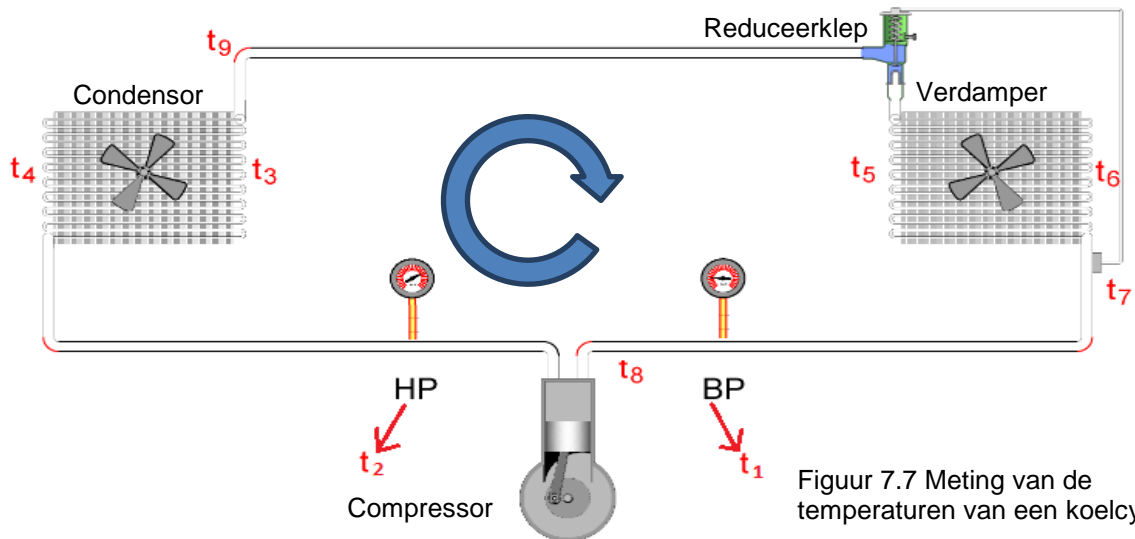 Reduceerklep
t₉
Condensor
Verdamper
t₄
t₃
t₅
t₆
t₇
t₈
HP
BP
t₂
t₁
Compressor
Figuur 7.7 Meting van de
temperaturen van een koelcy